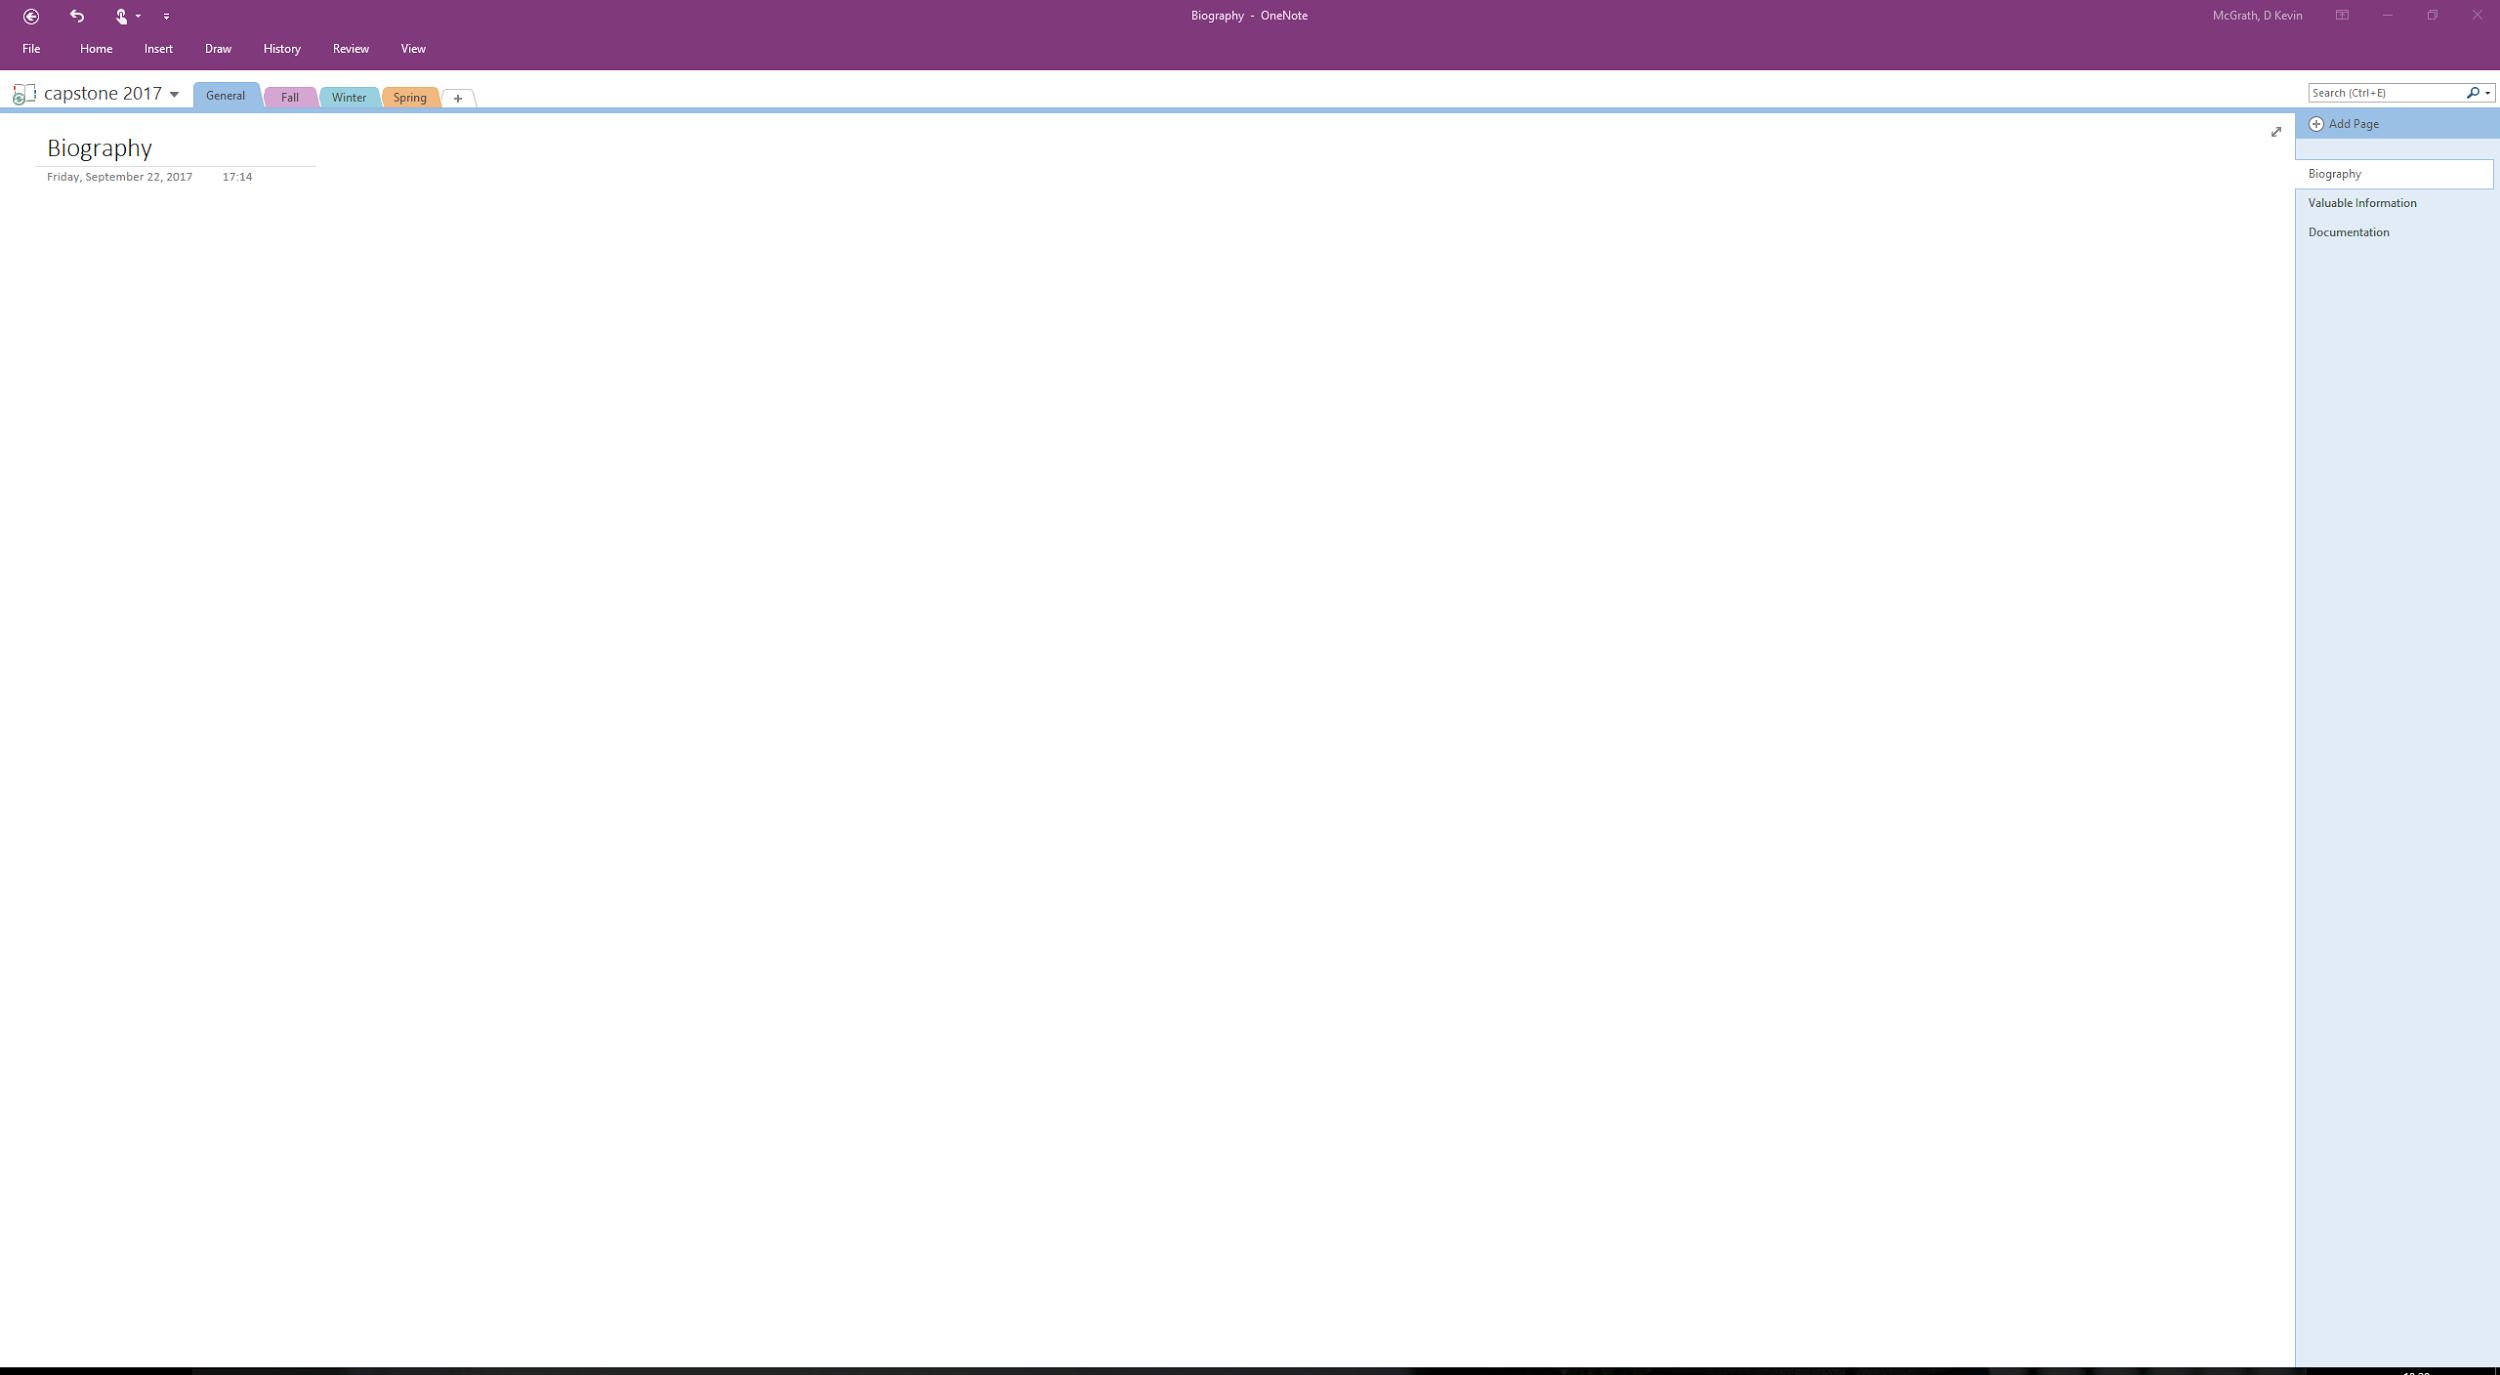 Biography - OneNote
McGrath, D Kevin
File Home Insert Draw History Review View
capstone 2017 General Fall Winter Spring +
Search (Ctrl+E)
Add Page
Biography
Friday, September 22, 2017 17:14
Biography
Valuable Information
Documentation